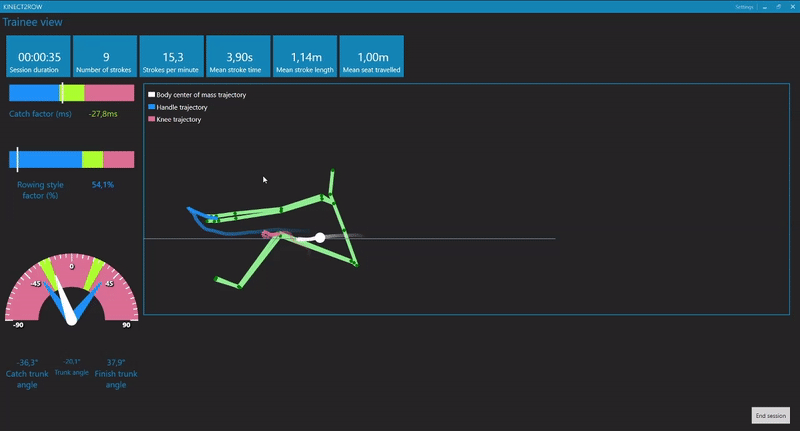 KINECT2ROW
Settings
Trainee view
00:00:35
Session duration
9
Number of strokes
15,3
Strokes per minute
3,90s
Mean stroke time
1,14m
Mean stroke length
1,00m
Mean seat travelled
Catch factor (ms)
-27,8ms
Rowing style
factor (%)
54,1%
Body center of mass trajectory
Handle trajectory
Knee trajectory
0
-45
45
-90
90
-36,3°
Catch trunk
angle
-20,1°
Trunk angle
37,9°
Finish trunk
angle
End session